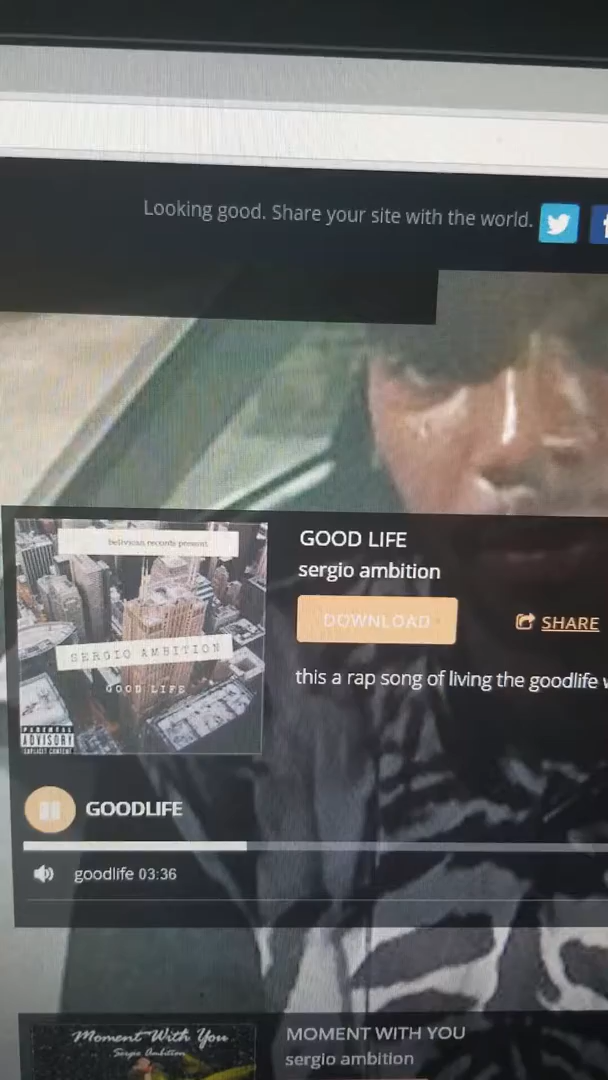 Looking good. Share your site with the world.
GOOD LIFE
sergio ambition
DOWNLOAD
SHARE
this a rap song of living the goodlife
records present
SERGIO AMBITION
GOOD LIFE
PARENTAL
ADVISORY
EXPLICIT CONTENT
GOODLIFE
goodlife 03:36
Moment With You
Sergio Ambition
MOMENT WITH YOU
sergio ambition